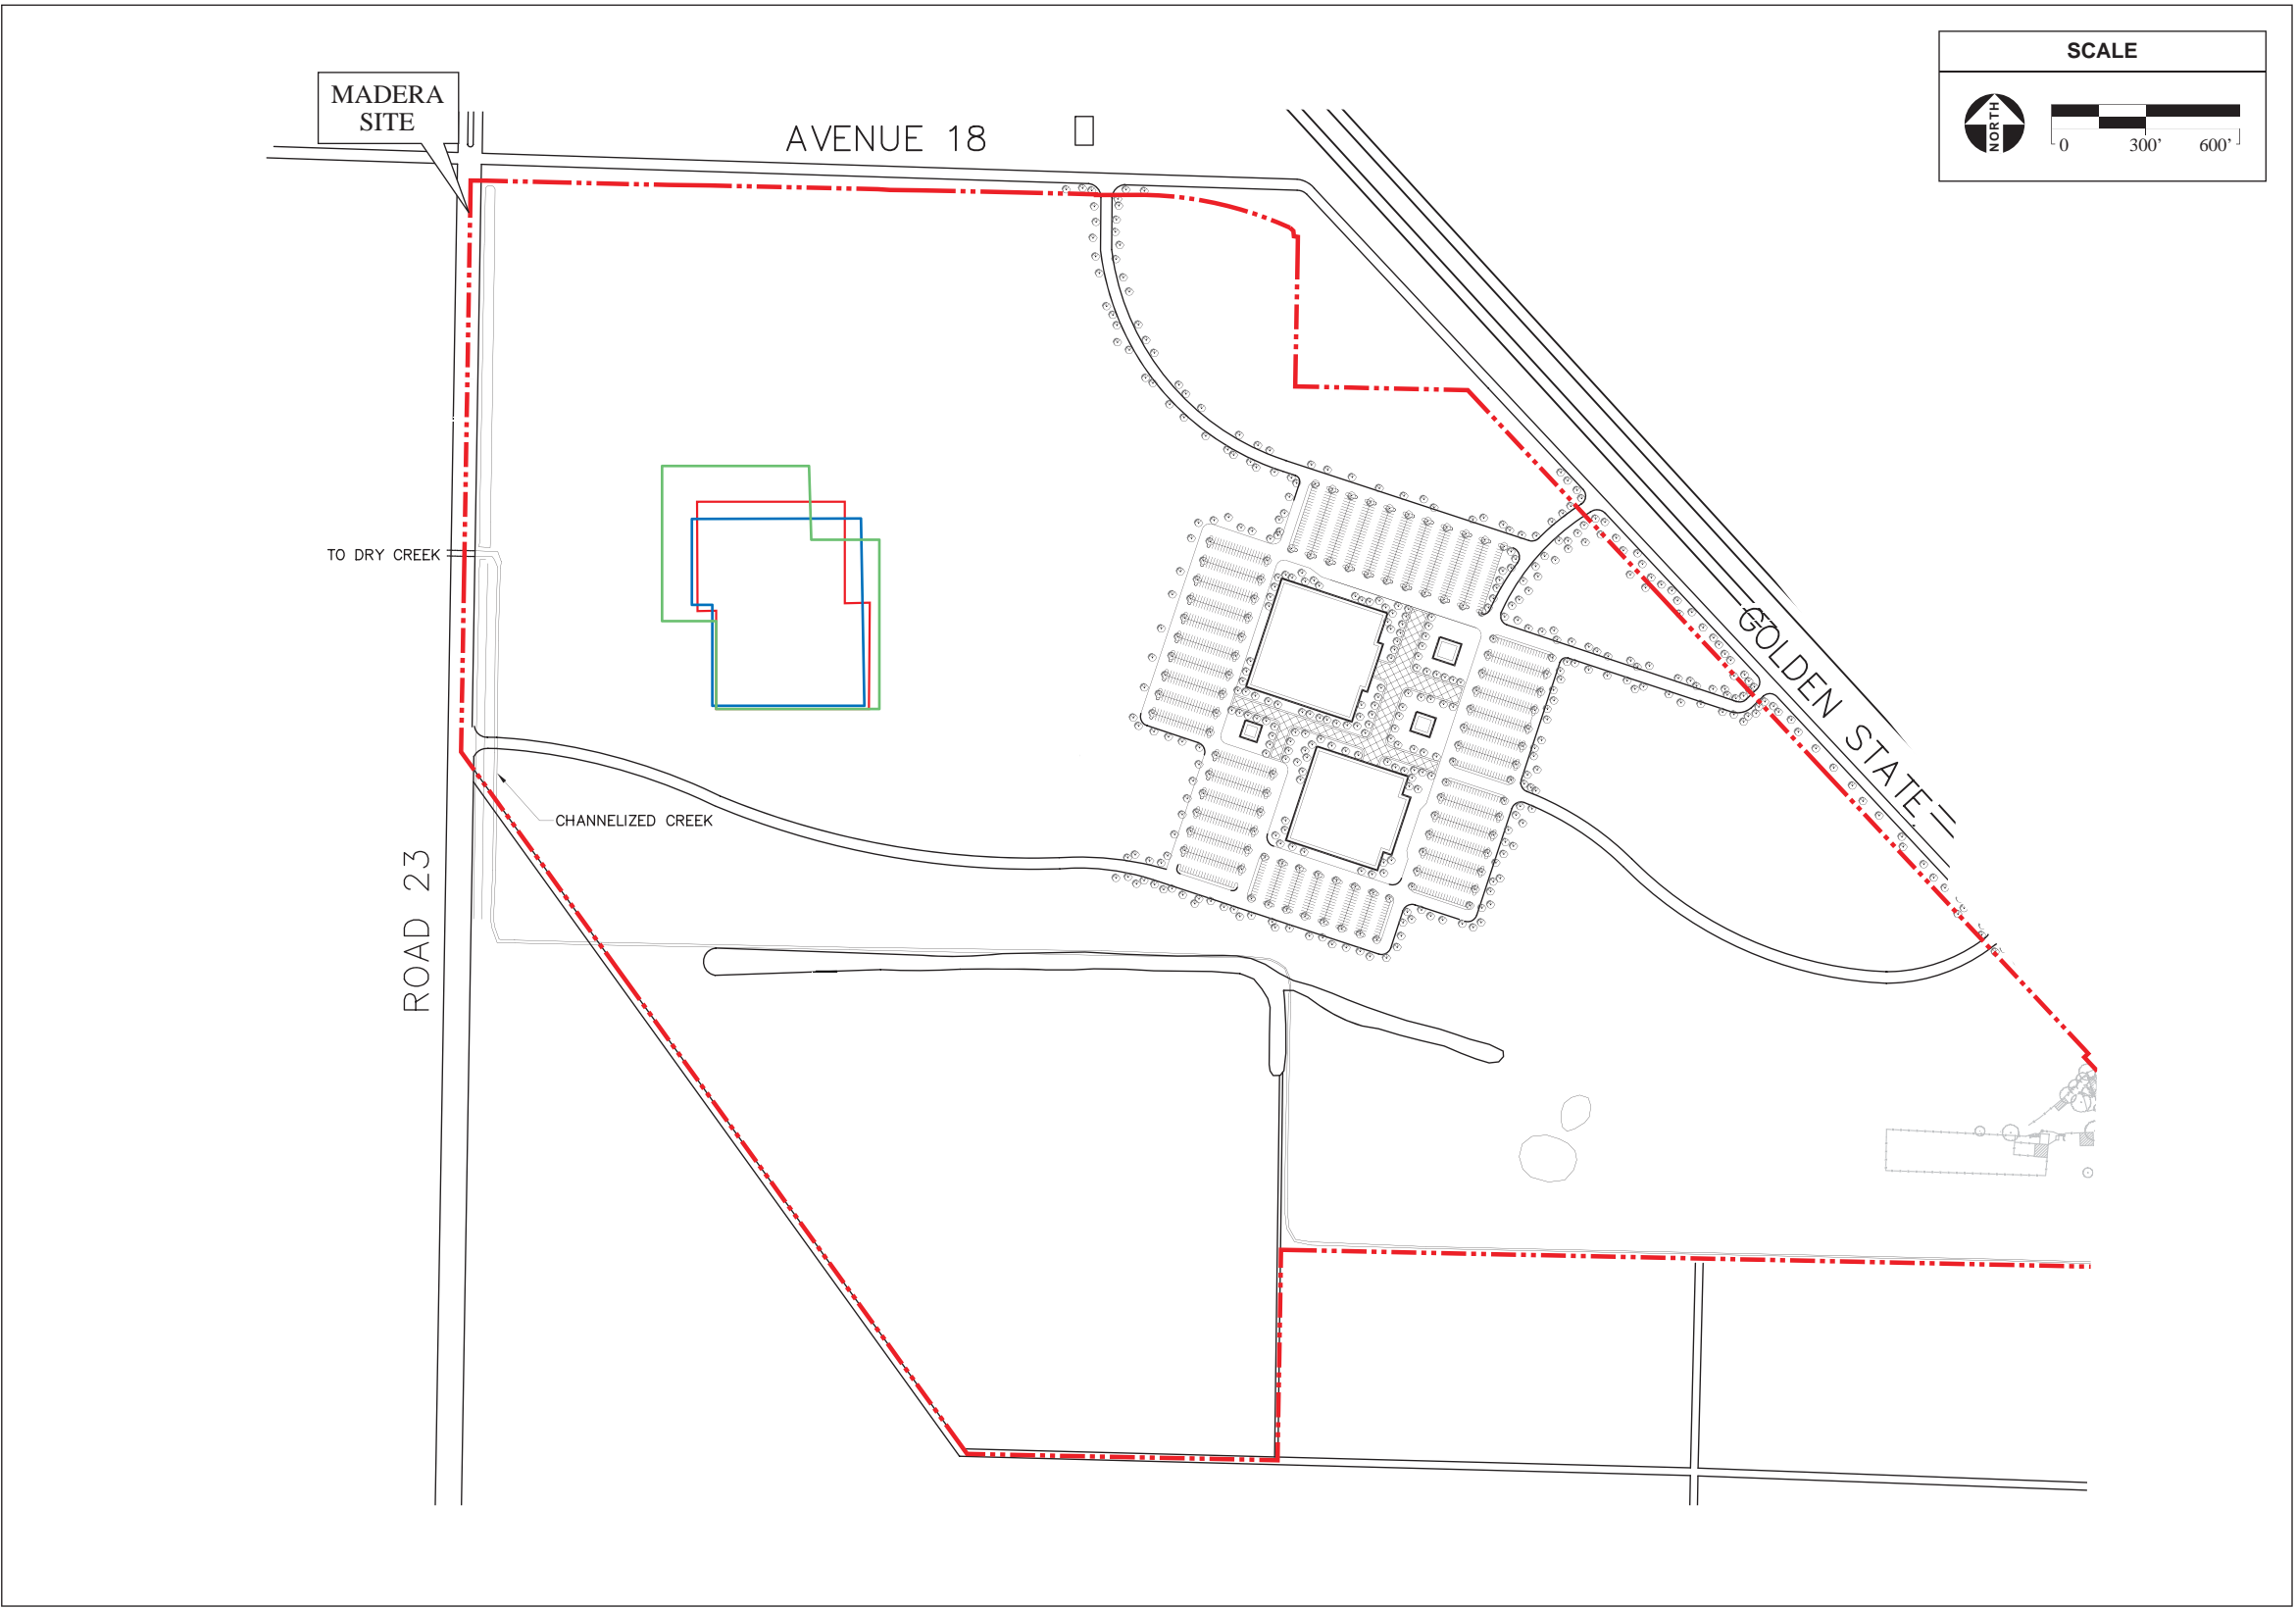 SCALE
NORTH
0 300' 600'
MADERA
SITE
AVENUE 18
TO DRY CREEK
GOLDEN STATE
CHANNELIZED CREEK
ROAD 23